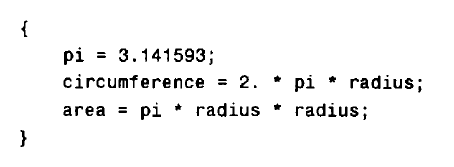 {
pi = 3.141593;
circumference = 2. * pi * radius;
area = pi * radius * radius;
}